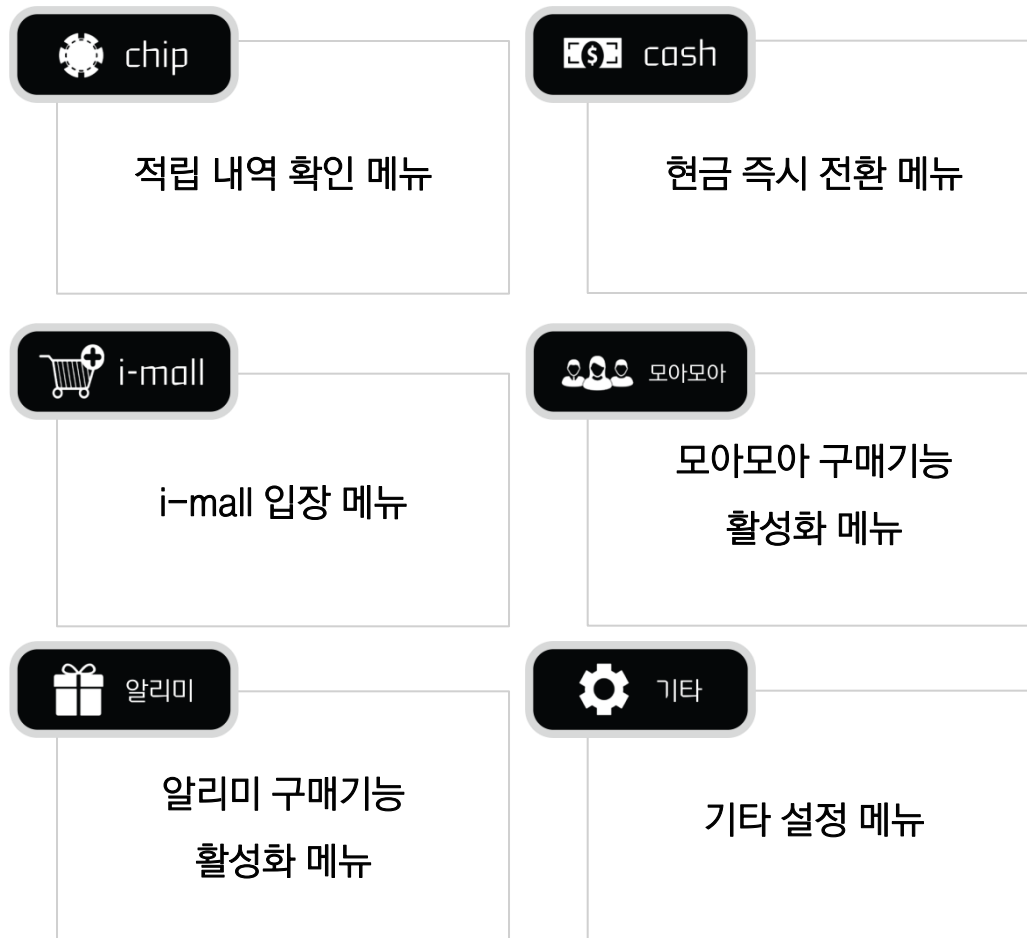 chip
적립 내역 확인 메뉴
cash
현금 즉시 전환 메뉴
i-mall
i-mall 입장 메뉴
모아모아
모아모아 구매기능
활성화 메뉴
알리미
알리미 구매기능
활성화 메뉴
기타
기타 설정 메뉴